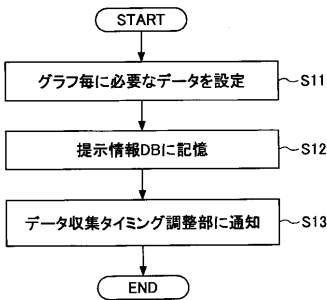 START
グラフ毎に必要なデータを設定 S11
提示情報DBに記憶 S12
データ収集タイミング調整部に通知 S13
END